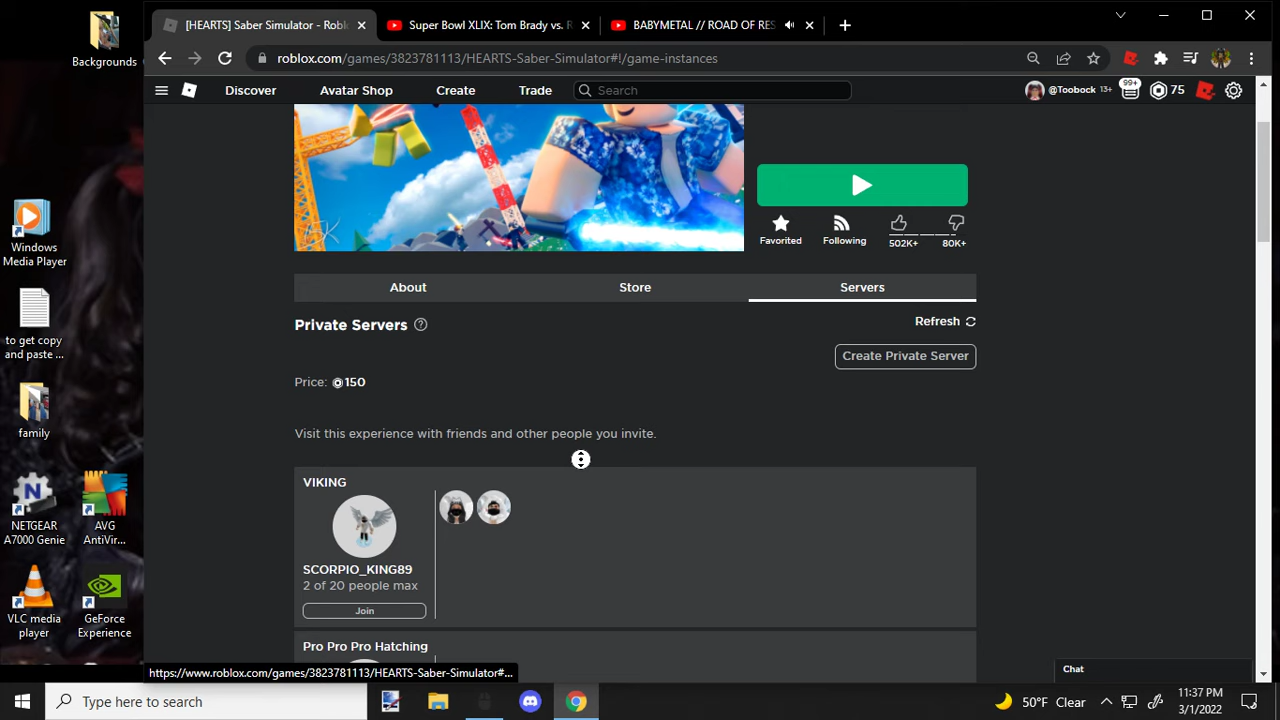 Backgrounds
Windows Media Player
to get copy and paste ...
family
NETGEAR A7000 Genie
AVG AntiVir...
VLC media player
GeForce Experience
[HEARTS] Saber Simulator - Roblo
Super Bowl XLIX: Tom Brady vs. R
BABYMETAL // ROAD OF RES
roblox.com/games/3823781113/HEARTS-Saber-Simulator#!/game-instances
Discover
Avatar Shop
Create
Trade
Search
@Toobock 13+
99+
75
Favorited
Following
502K+
80K+
About
Store
Servers
Private Servers
Refresh
Create Private Server
Price: 150
Visit this experience with friends and other people you invite.
VIKING
SCORPIO_KING89
2 of 20 people max
Join
Pro Pro Pro Hatching
https://www.roblox.com/games/3823781113/HEARTS-Saber-Simulator#...
Chat
Type here to search
50°F Clear
11:37 PM
3/1/2022